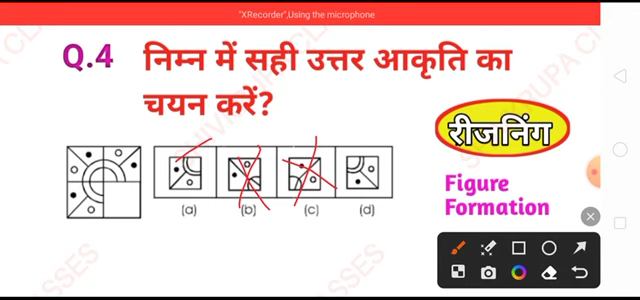 "XRecorder",Using the microphone
Q.4 निम्न में सही उत्तर आकृति का
चयन करें?
रीजनिंग
Figure
Formation
(a) (b) (c) (d)